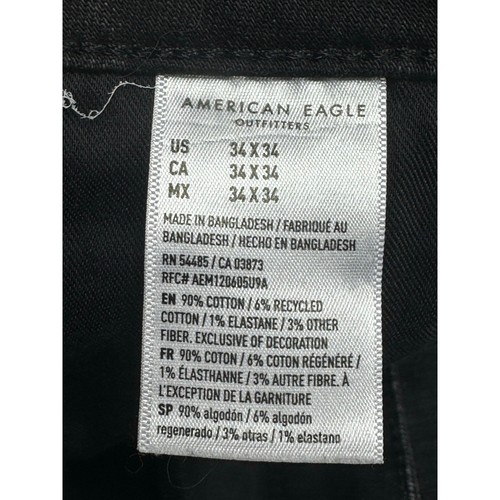 AMERICAN EAGLE
OUTFITTERS
US 34 X 34
CA 34 X 34
MX 34 X 34
MADE IN BANGLADESH / FABRIQUÉ AU
BANGLADESH / HECHO EN BANGLADESH
RN 54485 / CA 03873
RFC# AEM120605U9A
EN 90% COTTON / 6% RECYCLED
COTTON / 1% ELASTANE / 3% OTHER
FIBER. EXCLUSIVE OF DECORATION
FR 90% COTON / 6% COTON RÉGÉNÉRÉ /
1% ÉLASTHANNE / 3% AUTRE FIBRE. À
L'EXCEPTION DE LA GARNITURE
SP 90% algodón / 6% algodón
regenerado / 3% otras / 1% elastano